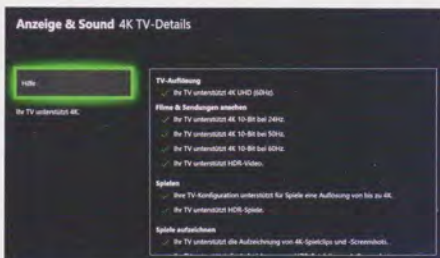 Anzeige & Sound 4K TV-Details
Hilfe
Ihr TV unterstützt 4K.
TV-Auflösung
Ihr TV unterstützt 4K UHD (60Hz).
Filme & Sendungen ansehen
Ihr TV unterstützt 4K 10-Bit bei 24Hz.
Ihr TV unterstützt 4K 10-Bit bei 50Hz.
Ihr TV unterstützt 4K 10-Bit bei 60Hz.
Ihr TV unterstützt HDR-Video.
Spielen
Ihre TV-Konfiguration unterstützt für Spiele eine Auflösung von bis zu 4K.
Ihr TV unterstützt HDR-Spiele.
Spiele aufzeichnen
Ihr TV unterstützt die Aufzeichnung von 4K-Spielclips und -Screenshots.